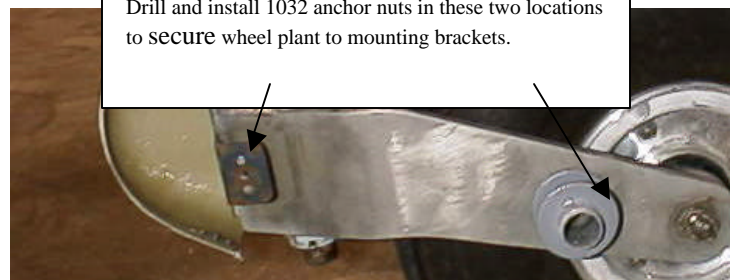 Drill and install 1032 anchor nuts in these two locations
to secure wheel plant to mounting brackets.